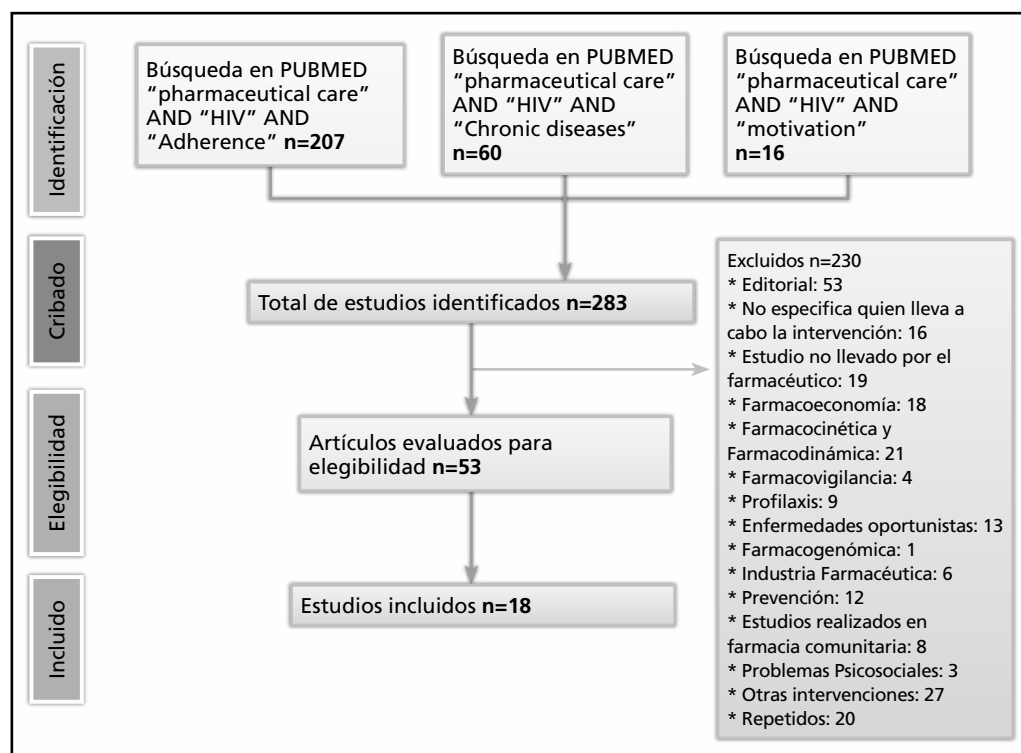 Identificación
Búsqueda en PUBMED
“pharmaceutical care”
AND “HIV” AND
“Adherence” n=207
Búsqueda en PUBMED
“pharmaceutical care”
AND “HIV” AND
“Chronic diseases”
n=60
Búsqueda en PUBMED
“pharmaceutical care”
AND “HIV” AND
“motivation”
n=16
Cribado
Total de estudios identificados n=283
Excluidos n=230
* Editorial: 53
* No especifica quien lleva a
cabo la intervención: 16
* Estudio no llevado por el
farmacéutico: 19
* Farmacoeconomía: 18
* Farmacocinética y
Farmacodinámica: 21
* Farmacovigilancia: 4
* Profilaxis: 9
* Enfermedades oportunistas: 13
* Farmacogenómica: 1
* Industria Farmacéutica: 6
* Prevención: 12
* Estudios realizados en
farmacia comunitaria: 8
* Problemas Psicosociales: 3
* Otras intervenciones: 27
* Repetidos: 20
Elegibilidad
Artículos evaluados para
elegibilidad n=53
Incluido
Estudios incluidos n=18